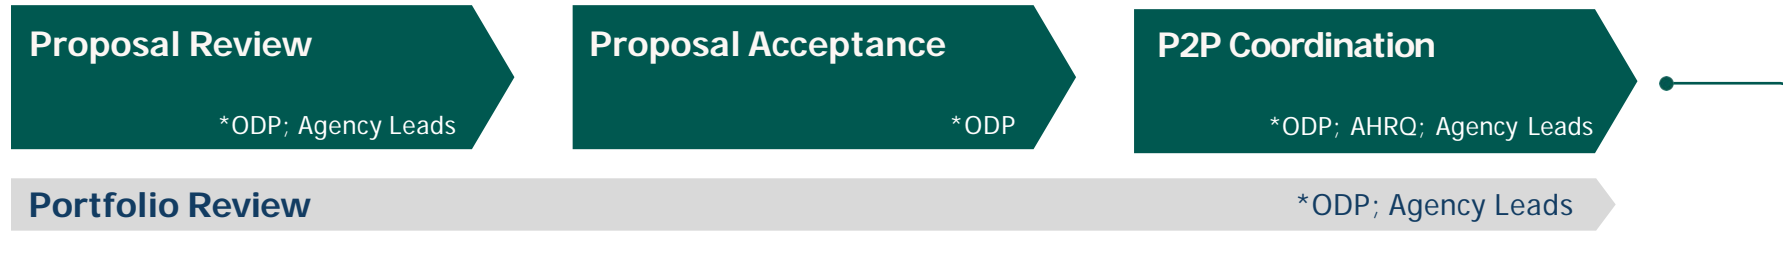 Proposal Review
*ODP; Agency Leads
Proposal Acceptance
*ODP
P2P Coordination
*ODP; AHRQ; Agency Leads
Portfolio Review
*ODP; Agency Leads